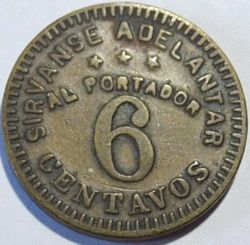 SIRVANSE ADELANTAR
AL PORTADOR
6
CENTAVOS